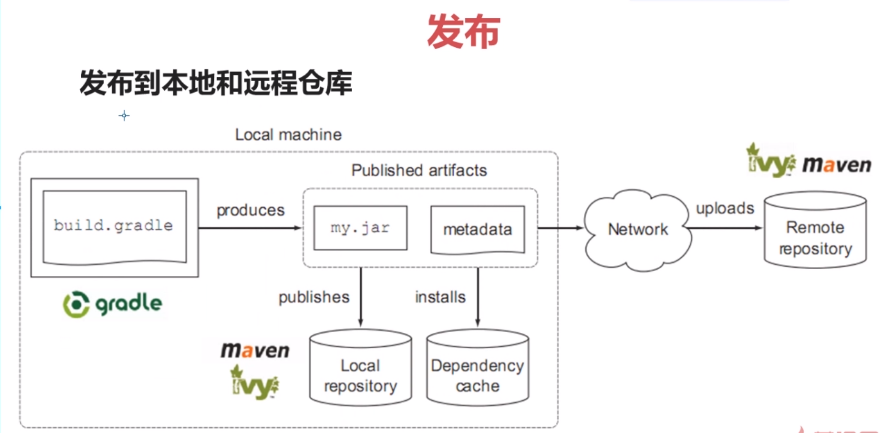 发布
发布到本地和远程仓库
Local machine
Published artifacts
ivy maven
build.gradle
produces
my.jar
metadata
Network
uploads
Remote
repository
gradle
publishes
installs
maven
ivy
Local
repository
Dependency
cache